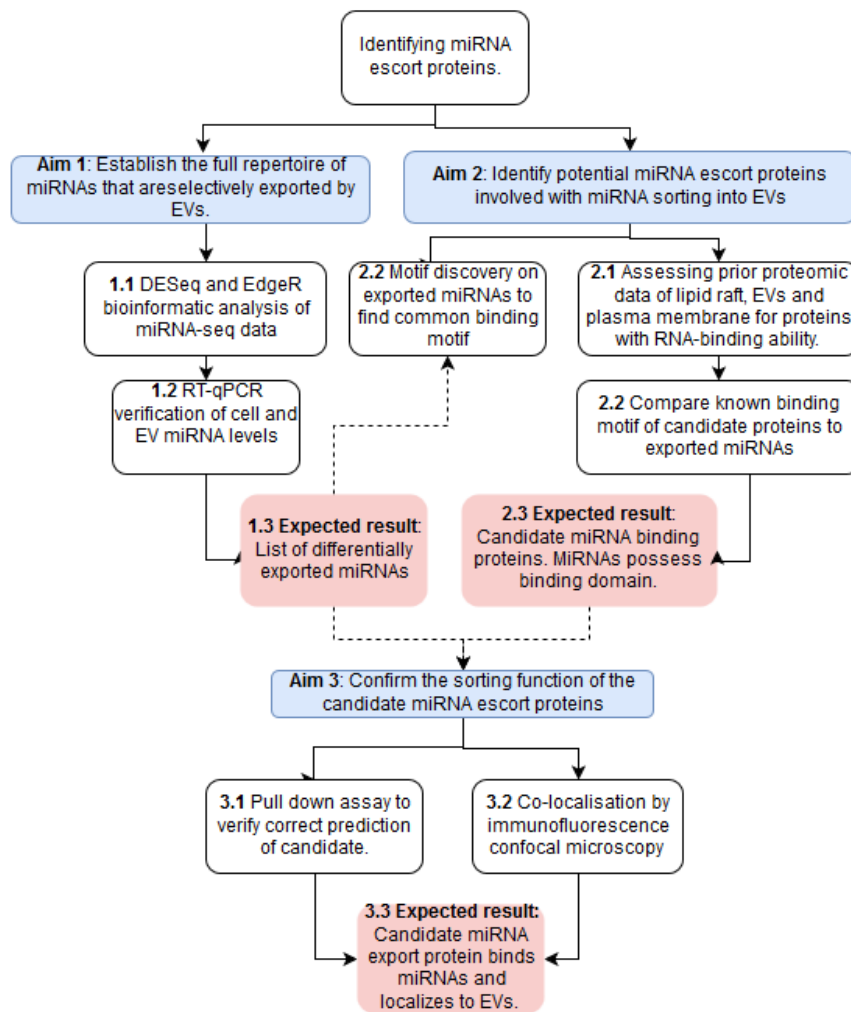 Identifying miRNA
escort proteins.
Aim 1: Establish the full repertoire of
miRNAs that areselectively exported by
EVs.
Aim 2: Identify potential miRNA escort proteins
involved with miRNA sorting into EVs
1.1 DESeq and EdgeR
bioinformatic analysis of
miRNA-seq data
2.2 Motif discovery on
exported miRNAs to
find common binding
motif
2.1 Assessing prior proteomic
data of lipid raft, EVs and
plasma membrane for proteins
with RNA-binding ability.
1.2 RT-qPCR
verification of cell and
EV miRNA levels
2.2 Compare known binding
motif of candidate proteins to
exported miRNAs
1.3 Expected result:
List of differentially
exported miRNAs
2.3 Expected result:
Candidate miRNA binding
proteins. MiRNAs possess
binding domain.
Aim 3: Confirm the sorting function of the
candidate miRNA escort proteins
3.1 Pull down assay to
verify correct prediction
of candidate.
3.2 Co-localisation by
immunofluorescence
confocal microscopy
3.3 Expected result:
Candidate miRNA
export protein binds
miRNAs and
localizes to EVs.